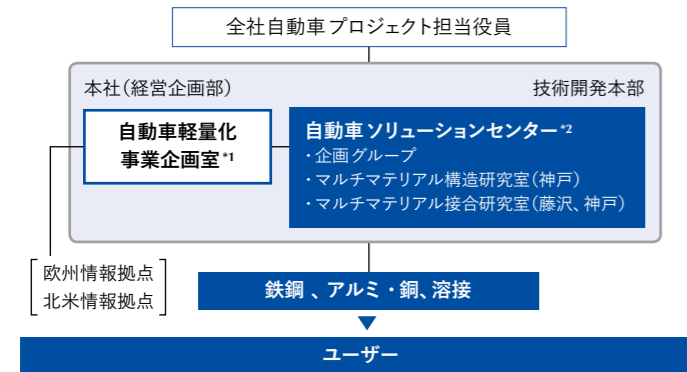 全社自動車プロジェクト担当役員
本社（経営企画部）
技術開発本部
自動車軽量化
事業企画室*1
自動車ソリューションセンター*2
・企画グループ
・マルチマテリアル構造研究室（神戸）
・マルチマテリアル接合研究室（藤沢、神戸）
欧州情報拠点
北米情報拠点
鉄鋼、アルミ・銅、溶接
ユーザー